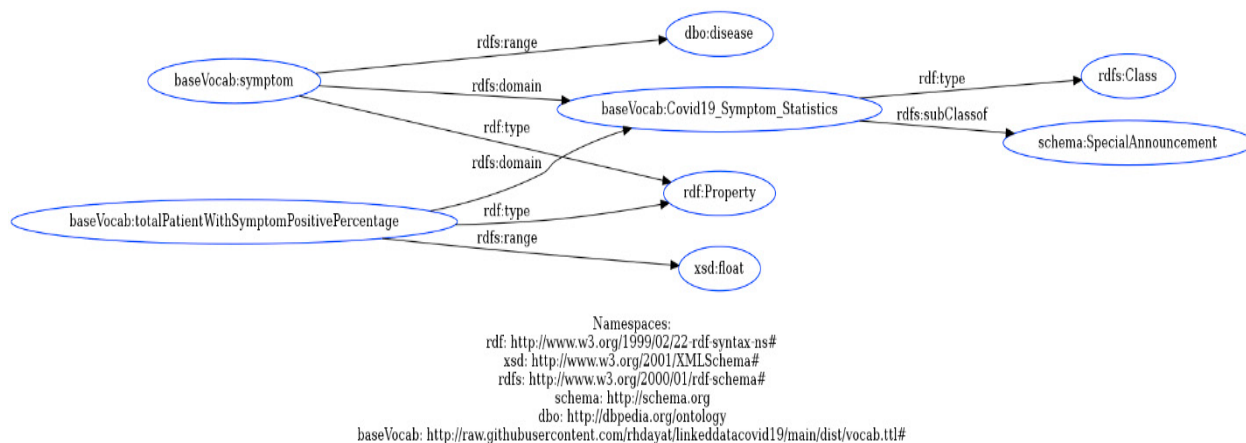 dbo:disease
rdfs:range
baseVocab:symptom
rdfs:domain
rdf:type
rdfs:Class
baseVocab:Covid19_Symptom_Statistics
rdfs:subClassof
rdf:type
schema:SpecialAnnouncement
rdfs:domain
rdf:Property
rdf:type
baseVocab:totalPatientWithSymptomPositivePercentage
rdfs:range
xsd:float
Namespaces:
rdf: http://www.w3.org/1999/02/22-rdf-syntax-ns#
xsd: http://www.w3.org/2001/XMLSchema#
rdfs: http://www.w3.org/2000/01/rdf-schema#
schema: http://schema.org
dbo: http://dbpedia.org/ontology
baseVocab: http://raw.githubusercontent.com/rhdayat/linkeddatacovid19/main/dist/vocab.ttl#